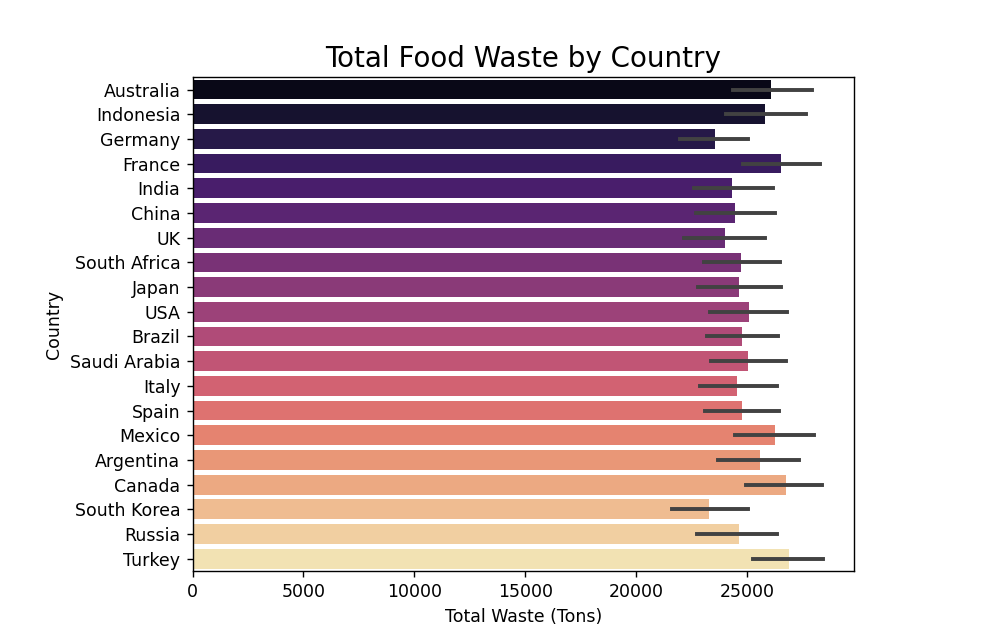 Total Food Waste by Country
Country
Australia
Indonesia
Germany
France
India
China
UK
South Africa
Japan
USA
Brazil
Saudi Arabia
Italy
Spain
Mexico
Argentina
Canada
South Korea
Russia
Turkey
0 5000 10000 15000 20000 25000
Total Waste (Tons)